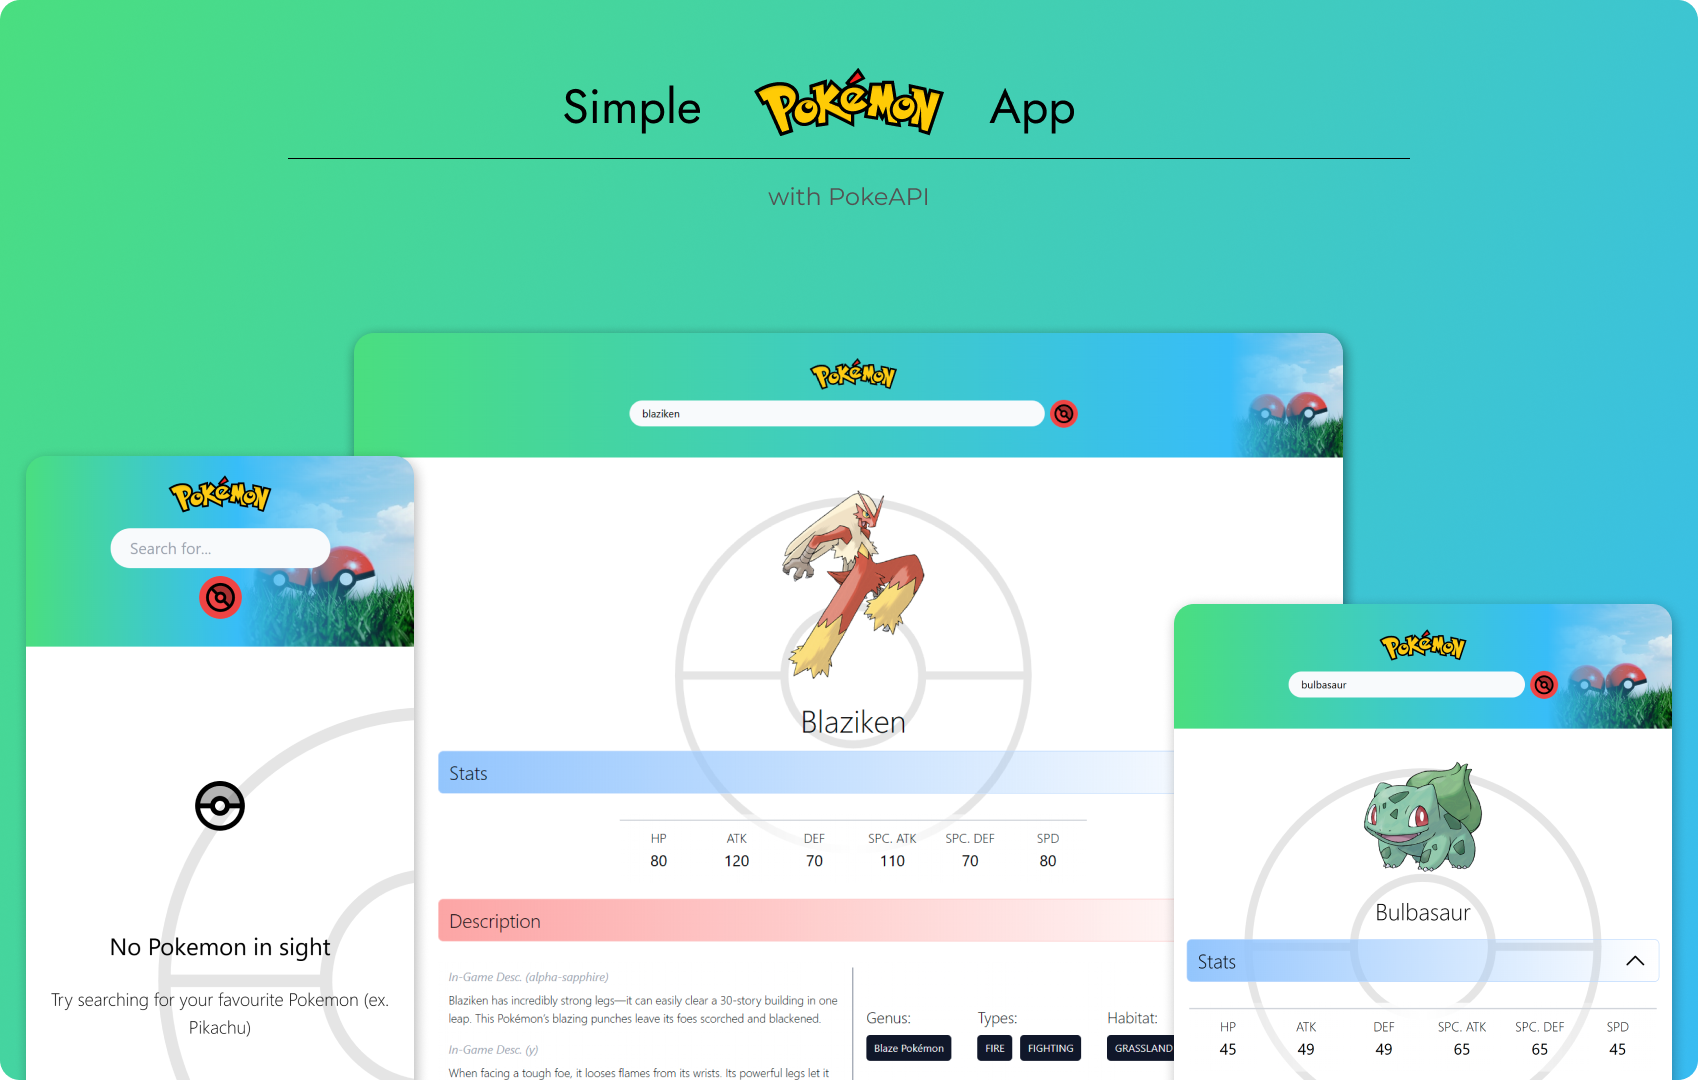 Simple Pokémon App
with PokeAPI
Pokémon
blaziken
Blaziken
Stats
HP ATK DEF SPC. ATK SPC. DEF SPD
80 120 70 110 70 80
Description
In-Game Desc. (alpha-sapphire)
Blaziken has incredibly strong legs—it can easily clear a 30-story building in one
leap. This Pokémon's blazing punches leave its foes scorched and blackened.
In-Game Desc. (y)
When facing a tough foe, it looses flames from its wrists. Its powerful legs let it
Genus: Types: Habitat:
Blaze Pokémon FIRE FIGHTING GRASSLAND
Pokémon
Search for...
No Pokemon in sight
Try searching for your favourite Pokemon (ex.
Pikachu)
Pokémon
bulbasaur
Bulbasaur
Stats
HP ATK DEF SPC. ATK SPC. DEF SPD
45 49 49 65 65 45